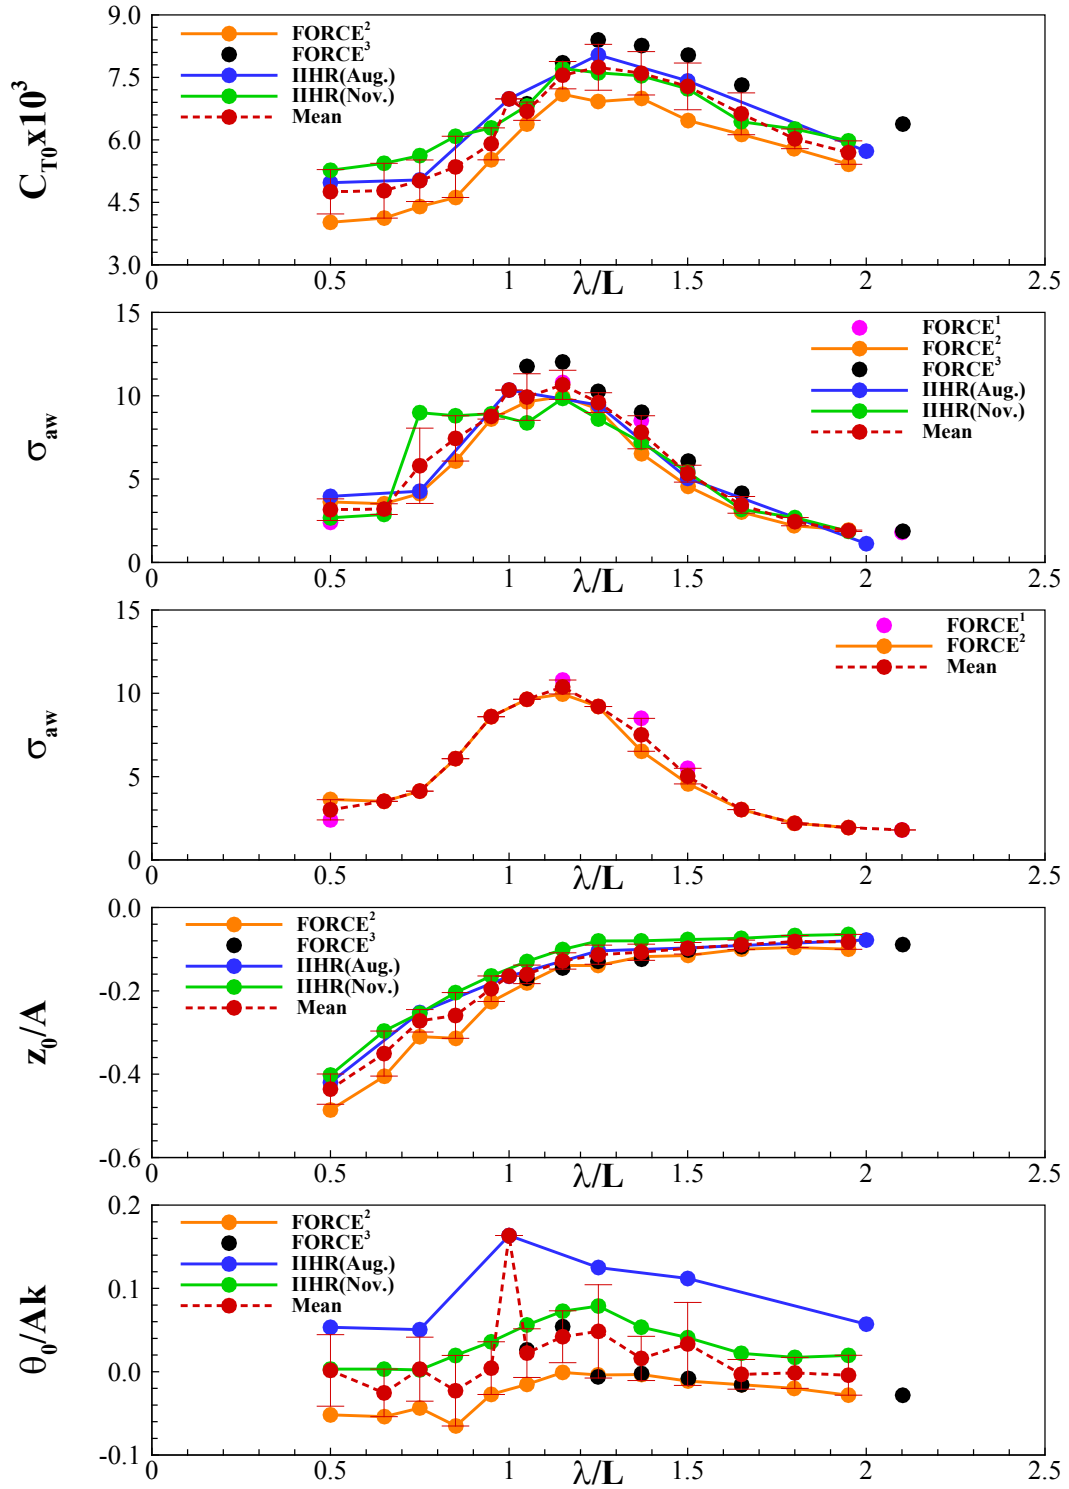 9.0
7.5
6.0
4.5
3.0
C_T0x10³
FORCE²
FORCE³
IIHR(Aug.)
IIHR(Nov.)
Mean
0 0.5 1 λ/L 1.5 2 2.5
15
10
5
0
σ_aw
FORCE¹
FORCE²
FORCE³
IIHR(Aug.)
IIHR(Nov.)
Mean
0 0.5 1 λ/L 1.5 2 2.5
15
10
5
0
σ_aw
FORCE¹
FORCE²
Mean
0 0.5 1 λ/L 1.5 2 2.5
0.0
-0.2
-0.4
-0.6
z₀/A
FORCE²
FORCE³
IIHR(Aug.)
IIHR(Nov.)
Mean
0 0.5 1 λ/L 1.5 2 2.5
0.2
0.1
0.0
-0.1
θ₀/Ak
FORCE²
FORCE³
IIHR(Aug.)
IIHR(Nov.)
Mean
0 0.5 1 λ/L 1.5 2 2.5